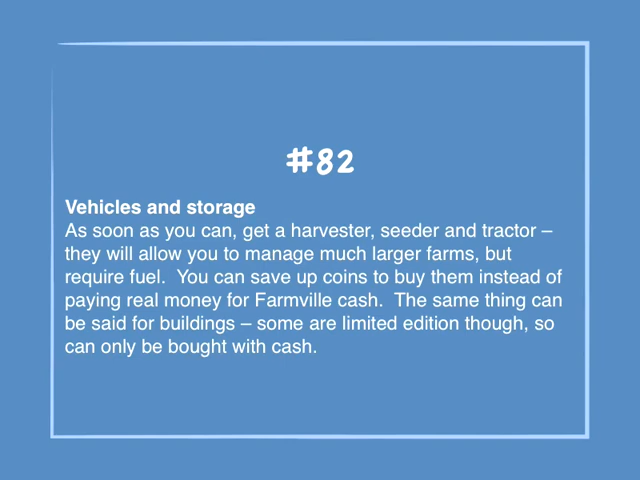 #82
Vehicles and storage
As soon as you can, get a harvester, seeder and tractor –
they will allow you to manage much larger farms, but
require fuel.  You can save up coins to buy them instead of
paying real money for Farmville cash.  The same thing can
be said for buildings – some are limited edition though, so
can only be bought with cash.